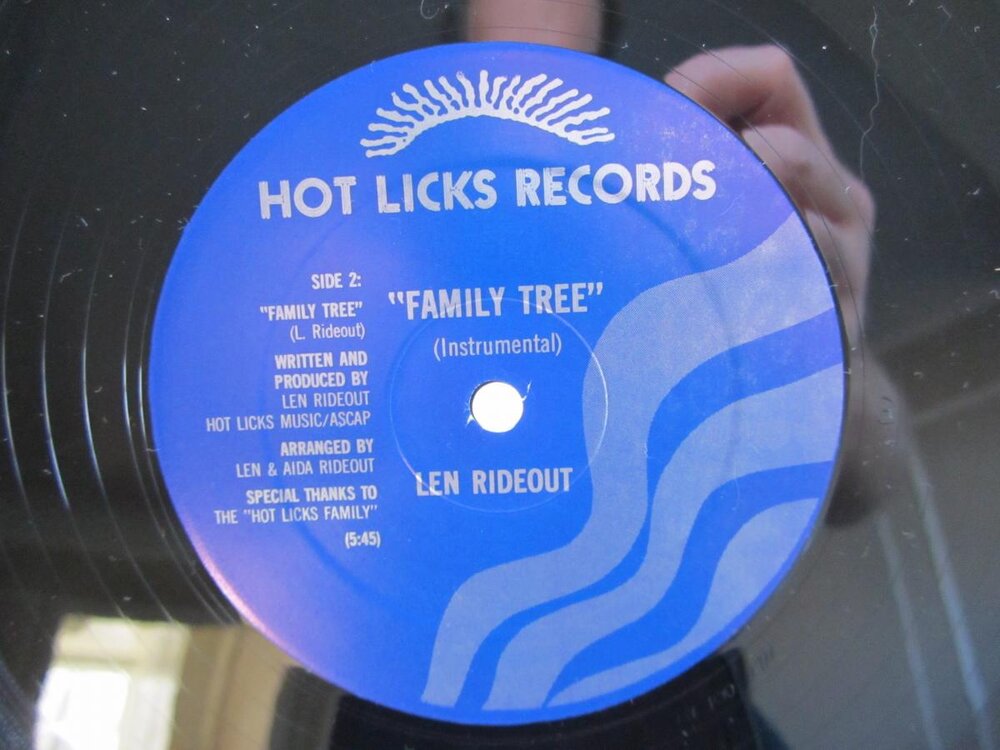 HOT LICKS RECORDS
SIDE 2:
"FAMILY TREE"
(L. Rideout)
WRITTEN AND
PRODUCED BY
LEN RIDEOUT
HOT LICKS MUSIC/ASCAP
ARRANGED BY
LEN & AIDA RIDEOUT
SPECIAL THANKS TO
THE "HOT LICKS FAMILY"
(5:45)
"FAMILY TREE"
(Instrumental)
LEN RIDEOUT